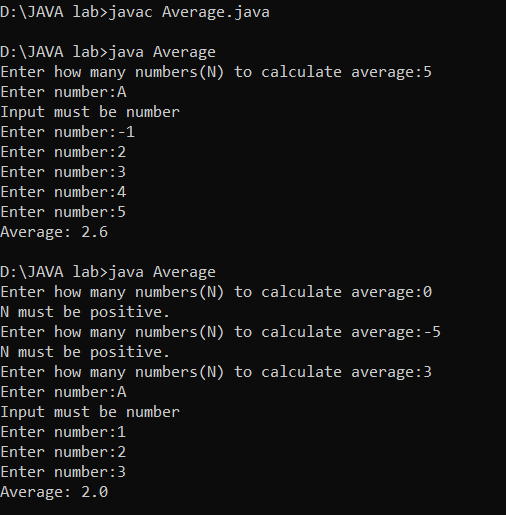 D:\JAVA lab>javac Average.java
D:\JAVA lab>java Average
Enter how many numbers(N) to calculate average:5
Enter number:A
Input must be number
Enter number:-1
Enter number:2
Enter number:3
Enter number:4
Enter number:5
Average: 2.6
D:\JAVA lab>java Average
Enter how many numbers(N) to calculate average:0
N must be positive.
Enter how many numbers(N) to calculate average:-5
N must be positive.
Enter how many numbers(N) to calculate average:3
Enter number:A
Input must be number
Enter number:1
Enter number:2
Enter number:3
Average: 2.0